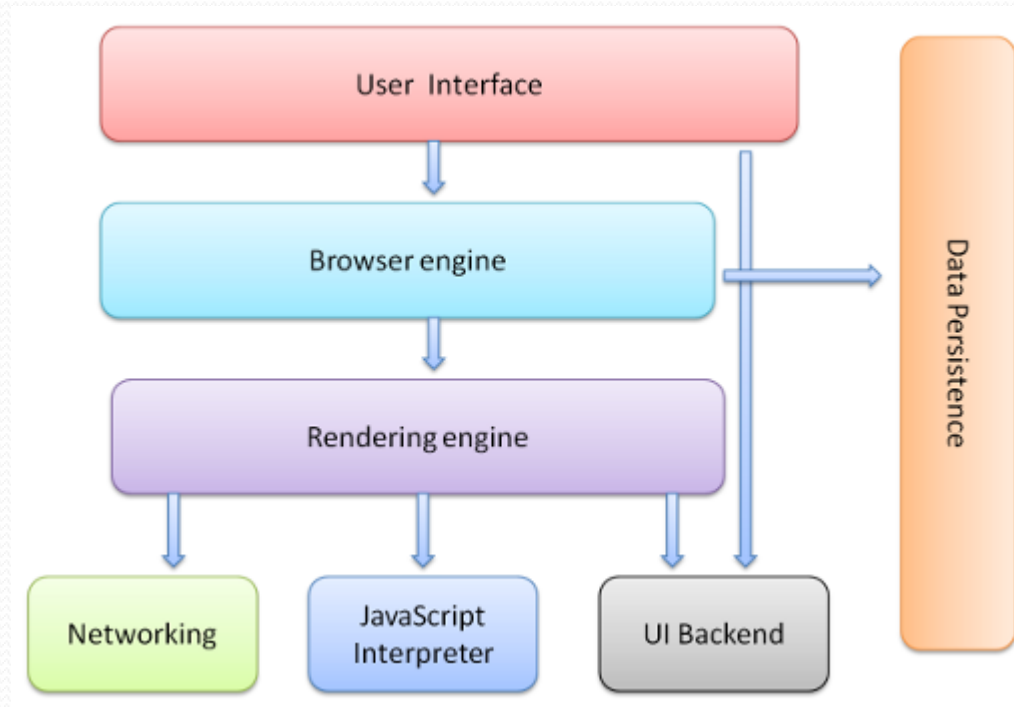 User Interface
Browser engine
Data Persistence
Rendering engine
Networking
JavaScript
Interpreter
UI Backend